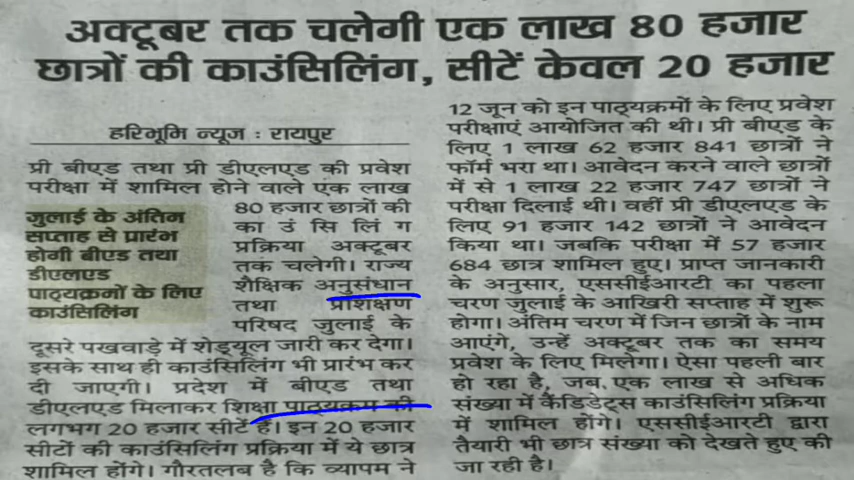 अक्टूबर तक चलेगी एक लाख 80 हजार
छात्रों की काउंसिलिंग, सीटें केवल 20 हजार
हरिभूमि न्यूज : रायपुर
प्री बीएड तथा प्री डीएलएड की प्रवेश
परीक्षा में शामिल होने वाले एक लाख
80 हजार छात्रों की
का उं सि लिं ग
प्रक्रिया अक्टूबर
तक चलेगी। राज्य
शैक्षिक अनुसंधान
तथा प्रशिक्षण
परिषद जुलाई के
जुलाई के अंतिम
सप्ताह से प्रारंभ
होगी बीएड तथा
डीएलएड
पाठ्यक्रमों के लिए
काउंसिलिंग
दूसरे पखवाड़े में शेड्यूल जारी कर देगा।
इसके साथ ही काउंसिलिंग भी प्रारंभ कर
दी जाएगी। प्रदेश में बीएड तथा
डीएलएड मिलाकर शिक्षा पाठ्यक्रम की
लगभग 20 हजार सीटें हैं। इन 20 हजार
सीटों की काउंसिलिंग प्रक्रिया में ये छात्र
शामिल होंगे। गौरतलब है कि व्यापम ने
12 जून को इन पाठ्यक्रमों के लिए प्रवेश
परीक्षाएं आयोजित की थी। प्री बीएड के
लिए 1 लाख 62 हजार 841 छात्रों ने
फॉर्म भरा था। आवेदन करने वाले छात्रों
में से 1 लाख 22 हजार 747 छात्रों ने
परीक्षा दिलाई थी। वहीं प्री डीएलएड के
लिए 91 हजार 142 छात्रों ने आवेदन
किया था। जबकि परीक्षा में 57 हजार
684 छात्र शामिल हुए। प्राप्त जानकारी
के अनुसार, एससीईआरटी का पहला
चरण जुलाई के आखिरी सप्ताह में शुरू
होगा। अंतिम चरण में जिन छात्रों के नाम
आएंगे, उन्हें अक्टूबर तक का समय
प्रवेश के लिए मिलेगा। ऐसा पहली बार
हो रहा है, जब एक लाख से अधिक
संख्या में कैंडिडेट्स काउंसिलिंग प्रक्रिया
में शामिल होंगे। एससीईआरटी द्वारा
तैयारी भी छात्र संख्या को देखते हुए की
जा रही है।